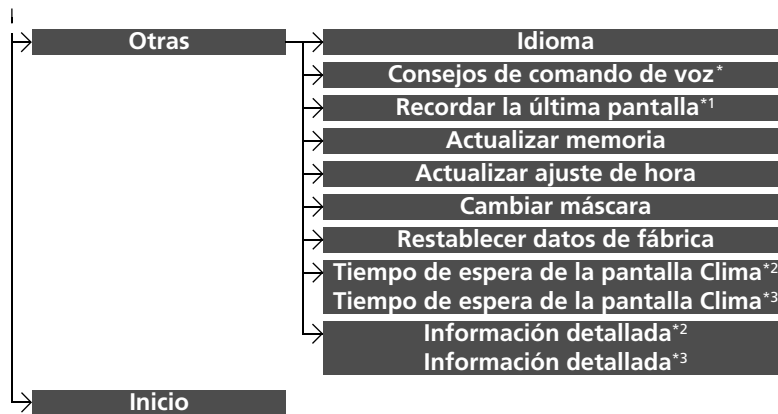 Otras
Idioma
Consejos de comando de voz*
Recordar la última pantalla*1
Actualizar memoria
Actualizar ajuste de hora
Cambiar máscara
Restablecer datos de fábrica
Tiempo de espera de la pantalla Clima*2
Tiempo de espera de la pantalla Clima*3
Información detallada*2
Información detallada*3
Inicio